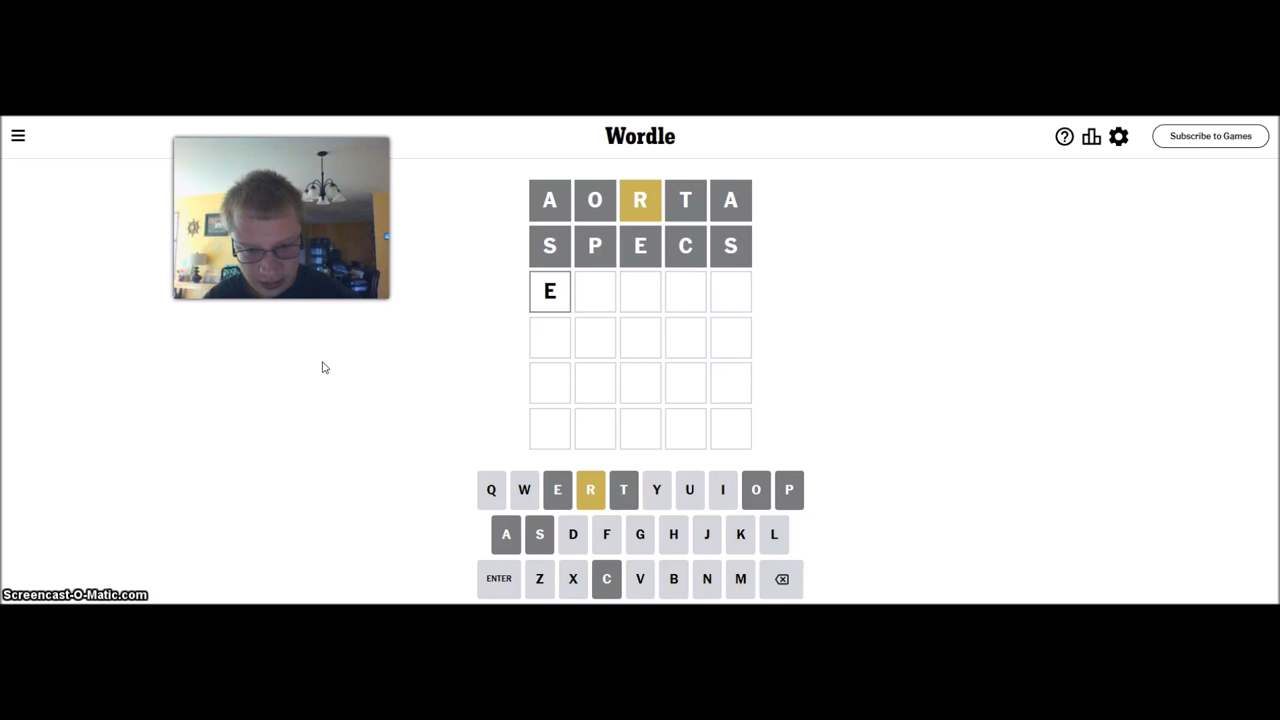 Wordle
Subscribe to Games
A O R T A
S P E C S
E
Q W E R T Y U I O P
A S D F G H J K L
ENTER Z X C V B N M
Screencast-O-Matic.com